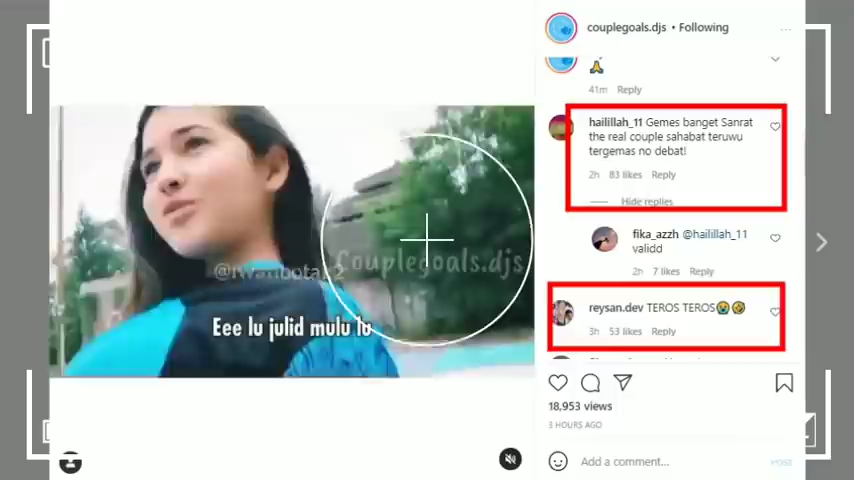 couplegoals.djs • Following
🙏
41m Reply
hailillah_11 Gemes banget Sanrat
the real couple sahabat teruwu
tergemas no debat!
2h 83 likes Reply
Hide replies
fika_azzh @hailillah_11
validd
2h 7 likes Reply
reysan.dev TEROS TEROS😭🤣
3h 53 likes Reply
18,953 views
3 HOURS AGO
Add a comment...
POST
couplegoals.djs
Eee lu julid mulu lu